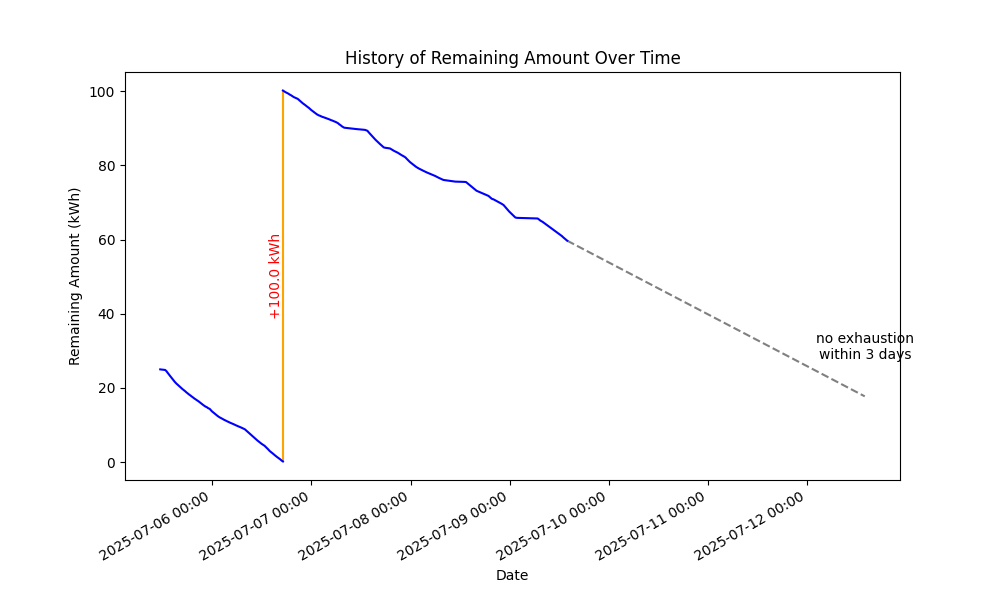 History of Remaining Amount Over Time
Remaining Amount (kWh)
100
80
60
40
20
0
+100.0 kWh
no exhaustion
within 3 days
2025-07-06 00:00
2025-07-07 00:00
2025-07-08 00:00
2025-07-09 00:00
2025-07-10 00:00
2025-07-11 00:00
2025-07-12 00:00
Date